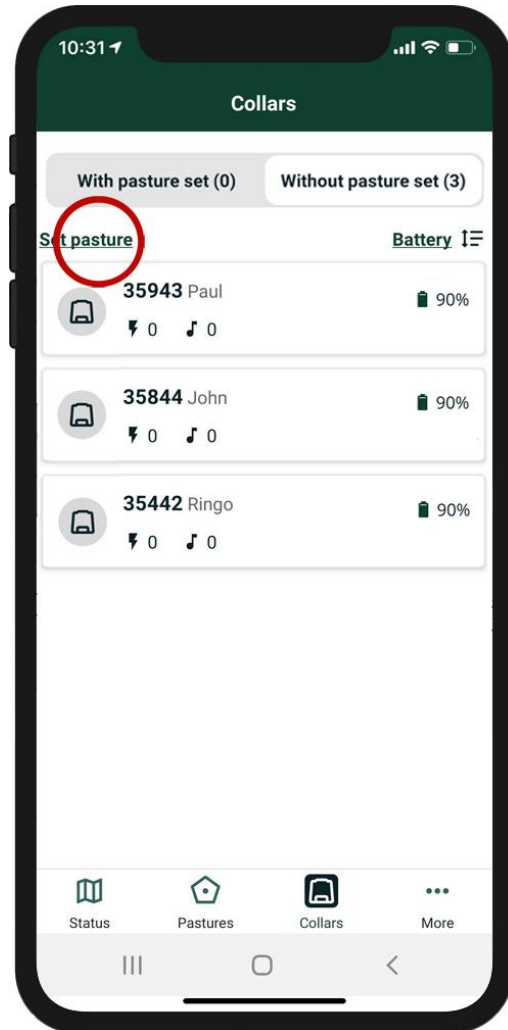 10:31
Collars
With pasture set (0) Without pasture set (3)
Set pasture Battery
35943 Paul 90%
0 0
35844 John 90%
0 0
35442 Ringo 90%
0 0
Status Pastures Collars More